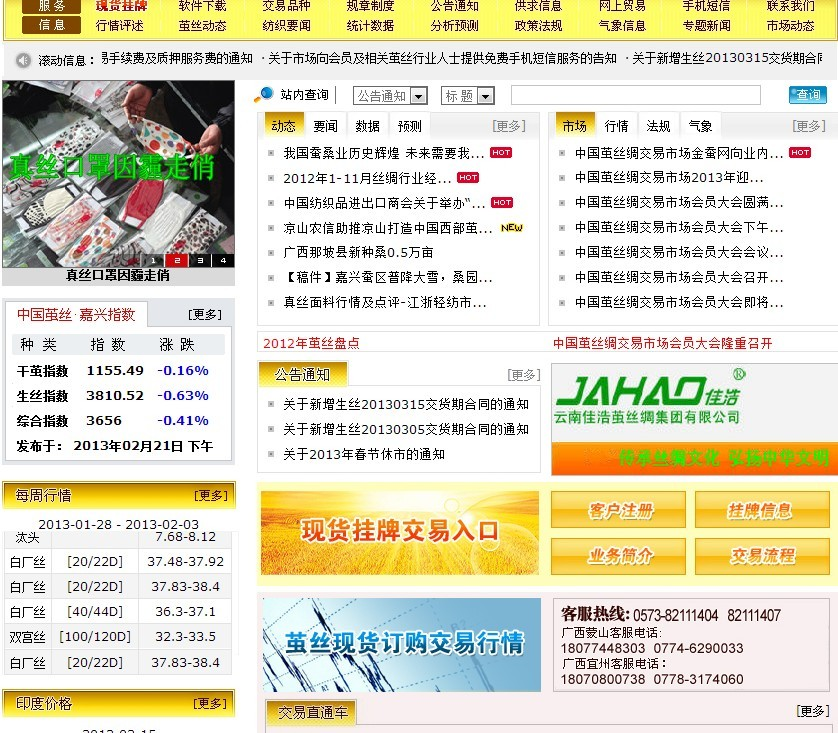 服务 现货挂牌 软件下载 交易品种 规章制度 公告通知 供求信息 网上贸易 手机短信 联系我们
信息 行情评述 茧丝动态 纺织要闻 统计数据 分析预测 政策法规 气象信息 专题新闻 市场动态
滚动信息： 易手续费及质押服务费的通知 ·关于市场向会员及相关茧丝行业人士提供免费手机短信服务的告知 ·关于新增生丝20130315交货期合同
真丝口罩因霾走俏
1 2 3 4
真丝口罩因霾走俏
站内查询 公告通知 标题 查询
动态 要闻 数据 预测 [更多]
我国蚕桑业历史辉煌 未来需要我... HOT
2012年1-11月丝绸行业经... HOT
中国纺织品进出口商会关于举办“... HOT
京山农信助推京山打造中国西部茧... NEW
广西那坡县新种桑0.5万亩
【稿件】嘉兴蚕区普降大雪，桑园...
真丝面料行情及点评-江浙轻纺市...
市场 行情 法规 气象 [更多]
中国茧丝绸交易市场金蚕网向业内... HOT
中国茧丝绸交易市场2013年迎...
中国茧丝绸交易市场会员大会圆满...
中国茧丝绸交易市场会员大会下午...
中国茧丝绸交易市场会员大会会议...
中国茧丝绸交易市场会员大会召开...
中国茧丝绸交易市场会员大会即将...
中国茧丝·嘉兴指数 [更多]
种 类 指 数 涨 跌
干茧指数 1155.49 -0.16%
生丝指数 3810.52 -0.63%
综合指数 3656 -0.41%
发布于： 2013年02月21日 下午
2012年茧丝盘点
中国茧丝绸交易市场会员大会隆重召开
公告通知 [更多]
关于新增生丝20130315交货期合同的通知
关于新增生丝20130305交货期合同的通知
关于2013年春节休市的通知
JAHAO佳浩®
云南佳浩茧丝绸集团有限公司
传承丝绸文化 弘扬中华文明
每周行情 [更多]
2013-01-28 - 2013-02-03
汰头 7.68-8.12
白厂丝 [20/22D] 37.48-37.92
白厂丝 [20/22D] 37.83-38.4
白厂丝 [40/44D] 36.3-37.1
双宫丝 [100/120D] 32.3-33.5
白厂丝 [20/22D] 37.83-38.4
现货挂牌交易入口
客户注册 挂牌信息
业务简介 交易流程
茧丝现货订购交易行情
客服热线: 0573-82111404 82111407
广西蒙山客服电话:
18077448303 0774-6290033
广西宜州客服电话：
18070800738 0778-3174060
印度价格 [更多]
2013-02-15
交易直通车 [更多]